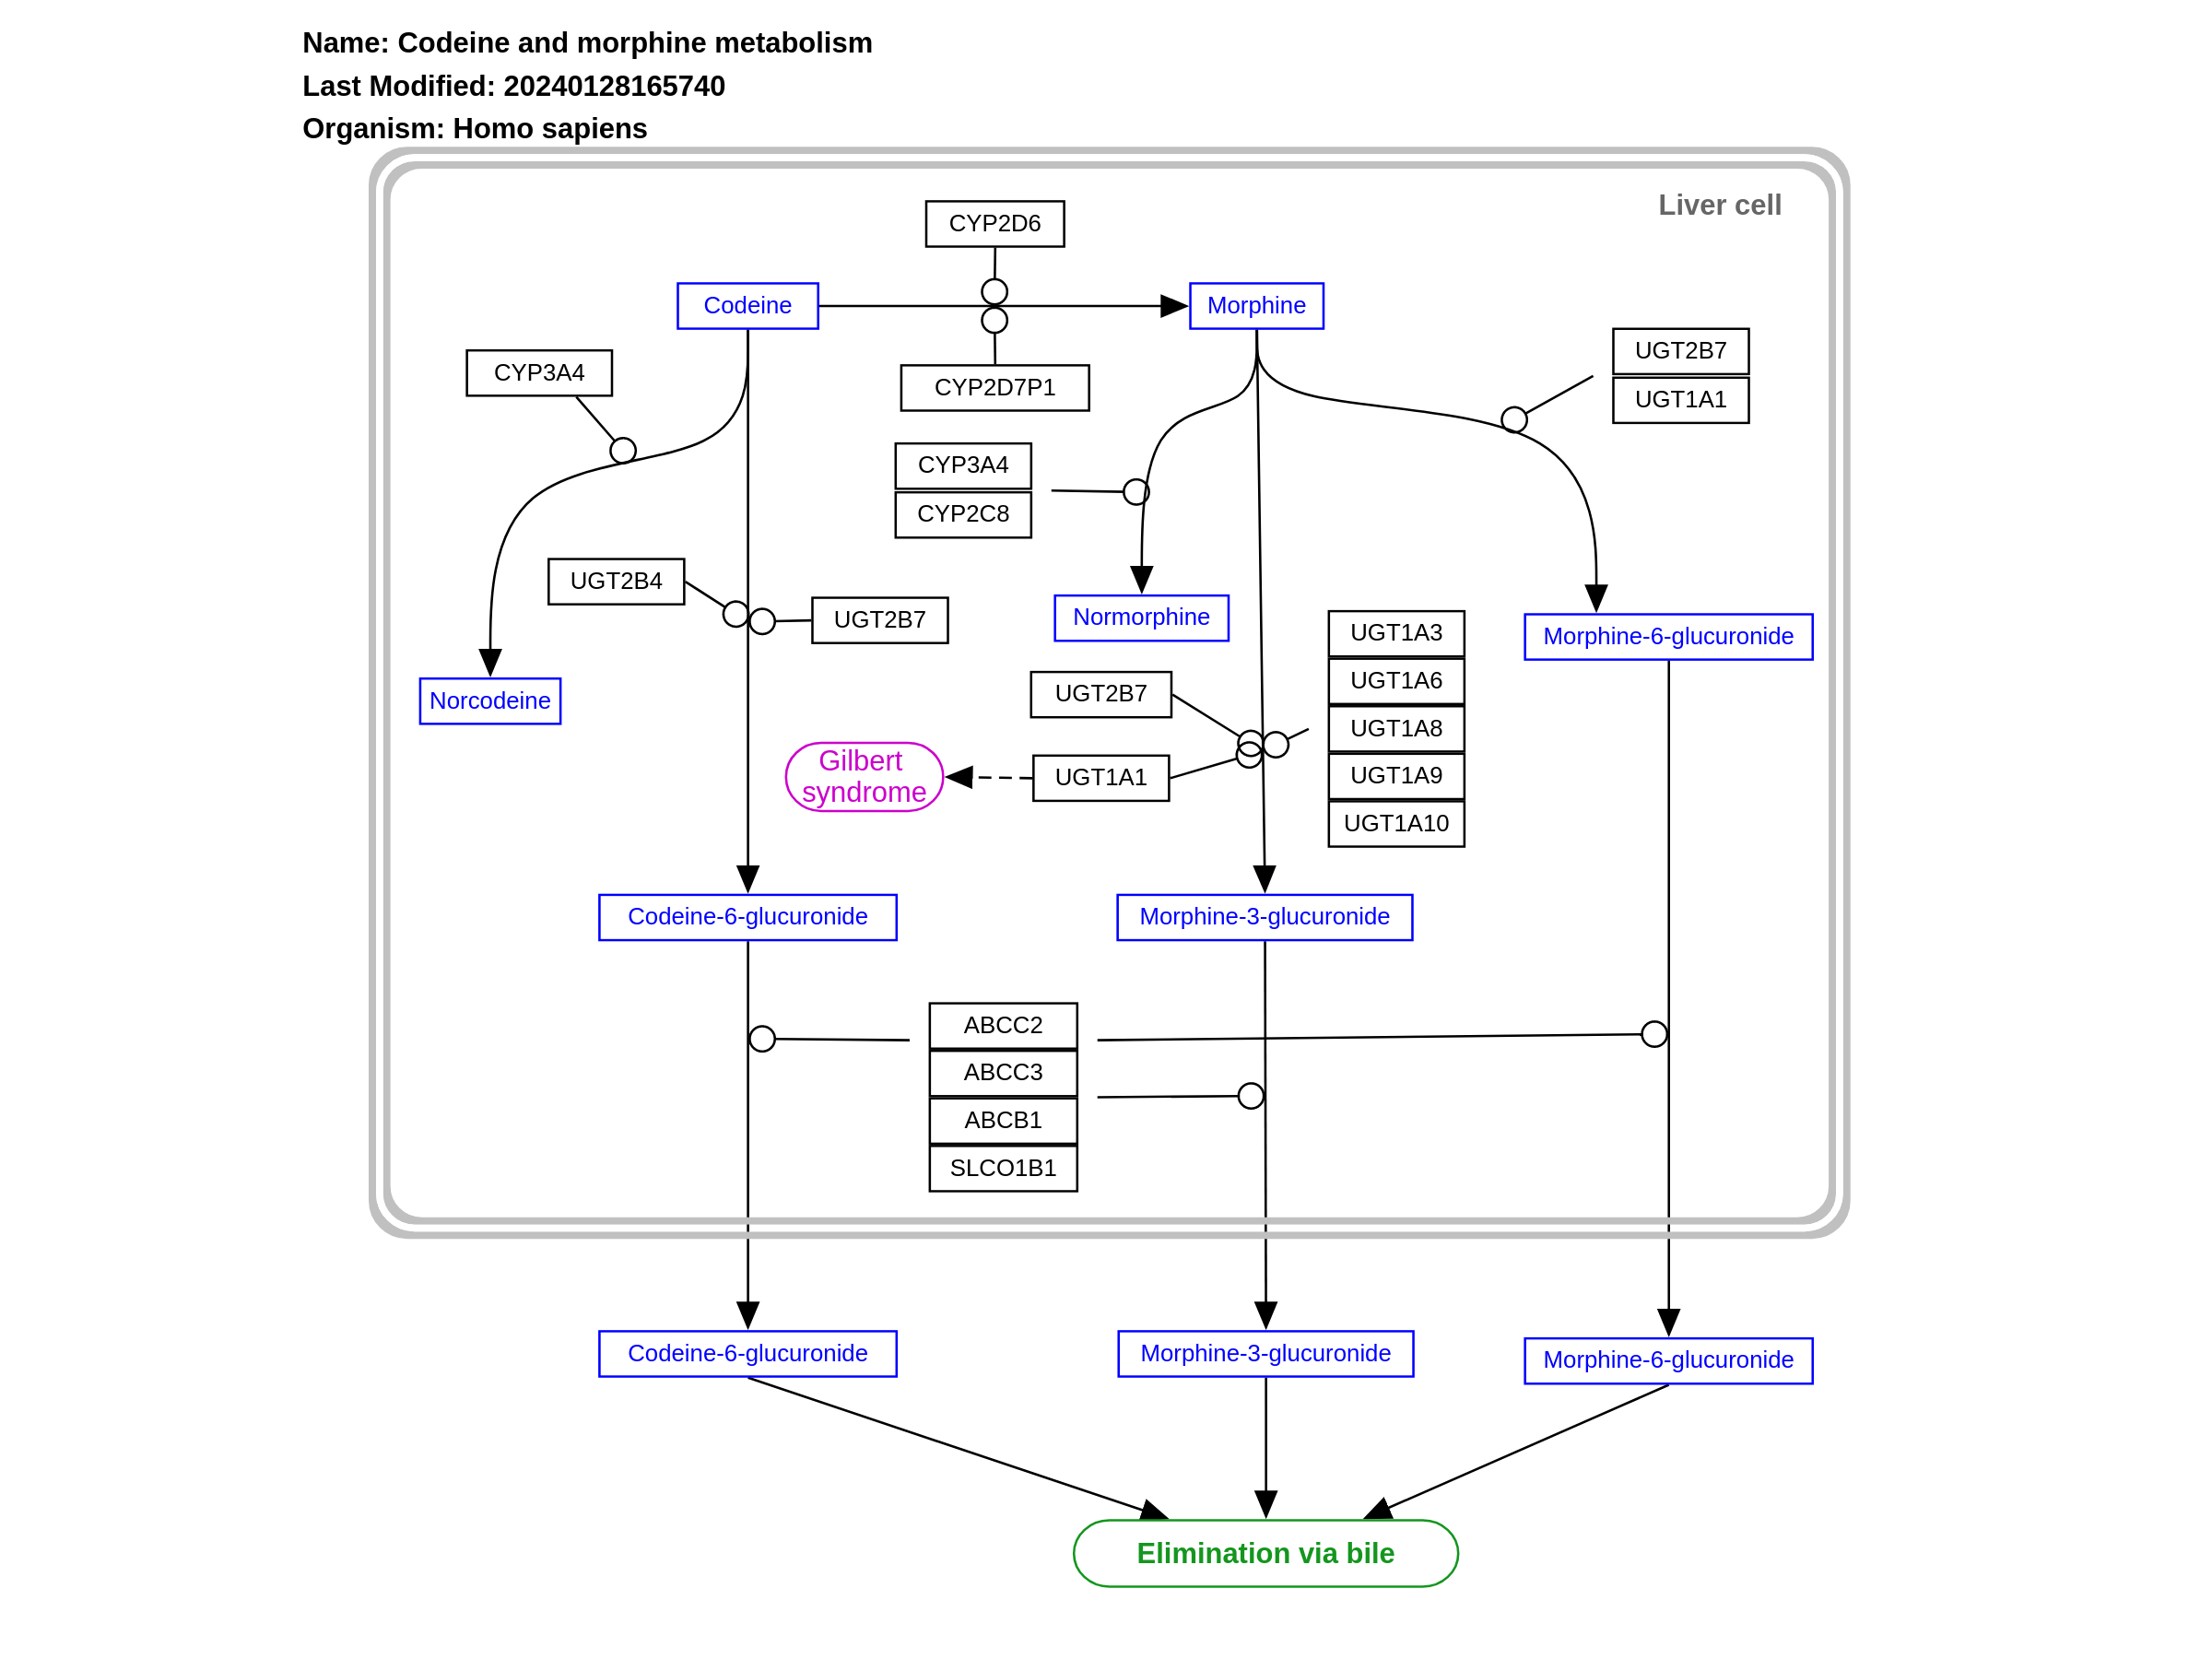 Name: Codeine and morphine metabolism
Last Modified: 20240128165740
Organism: Homo sapiens
Liver cell
CYP2D6
Codeine
Morphine
CYP2D7P1
CYP3A4
UGT2B7
UGT1A1
CYP3A4
CYP2C8
UGT2B4
UGT2B7
Normorphine
Morphine-6-glucuronide
Norcodeine
UGT2B7
UGT1A1
UGT1A3
UGT1A6
UGT1A8
UGT1A9
UGT1A10
Gilbert
syndrome
Codeine-6-glucuronide
Morphine-3-glucuronide
ABCC2
ABCC3
ABCB1
SLCO1B1
Codeine-6-glucuronide
Morphine-3-glucuronide
Morphine-6-glucuronide
Elimination via bile